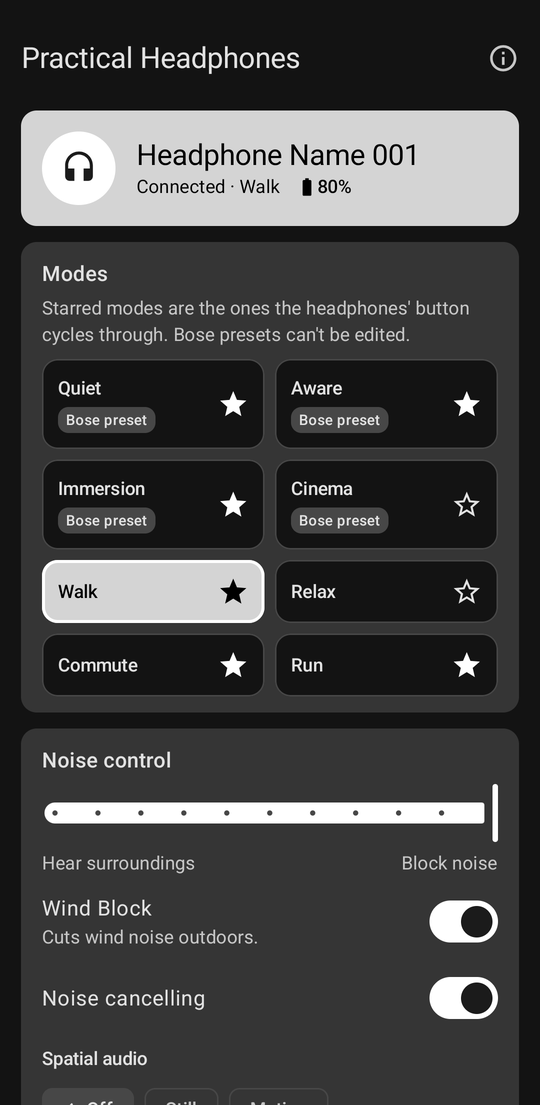 Practical Headphones
Headphone Name 001
Connected · Walk 80%
Modes
Starred modes are the ones the headphones' button
cycles through. Bose presets can't be edited.
Quiet
Bose preset
Aware
Bose preset
Immersion
Bose preset
Cinema
Bose preset
Walk
Relax
Commute
Run
Noise control
Hear surroundings
Block noise
Wind Block
Cuts wind noise outdoors.
Noise cancelling
Spatial audio
Off
Still